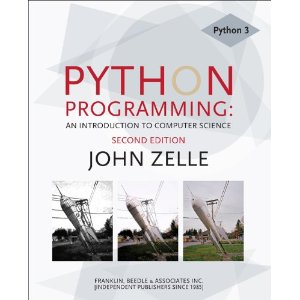 Python 3
PYTHON
PROGRAMMING:
AN INTRODUCTION TO COMPUTER SCIENCE
SECOND EDITION
JOHN ZELLE
FRANKLIN, BEEDLE & ASSOCIATES INC.
[INDEPENDENT PUBLISHERS SINCE 1985]